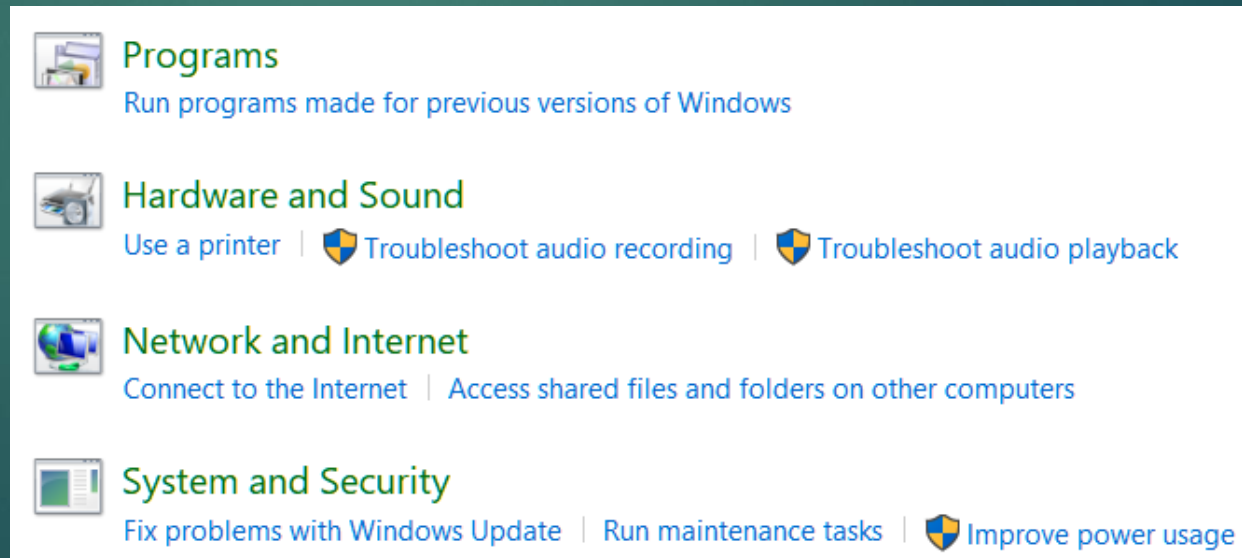 Programs
Run programs made for previous versions of Windows
Hardware and Sound
Use a printer | Troubleshoot audio recording | Troubleshoot audio playback
Network and Internet
Connect to the Internet | Access shared files and folders on other computers
System and Security
Fix problems with Windows Update | Run maintenance tasks | Improve power usage